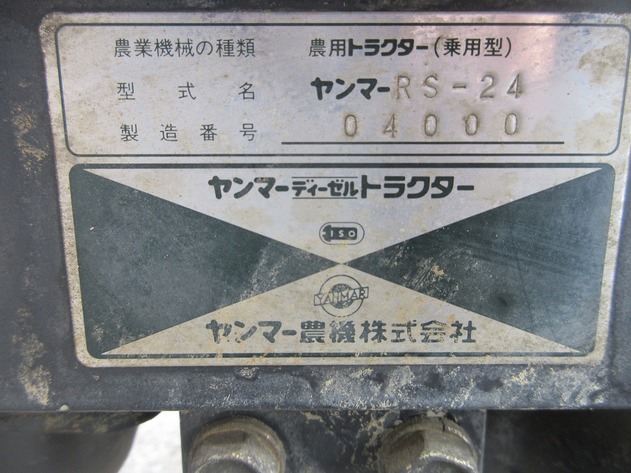 農業機械の種類 農用トラクター(乗用型)
型式名 ヤンマーRS-24
製造番号 04000
ヤンマーディーゼルトラクター
ISO
YANMAR
ヤンマー農機株式会社